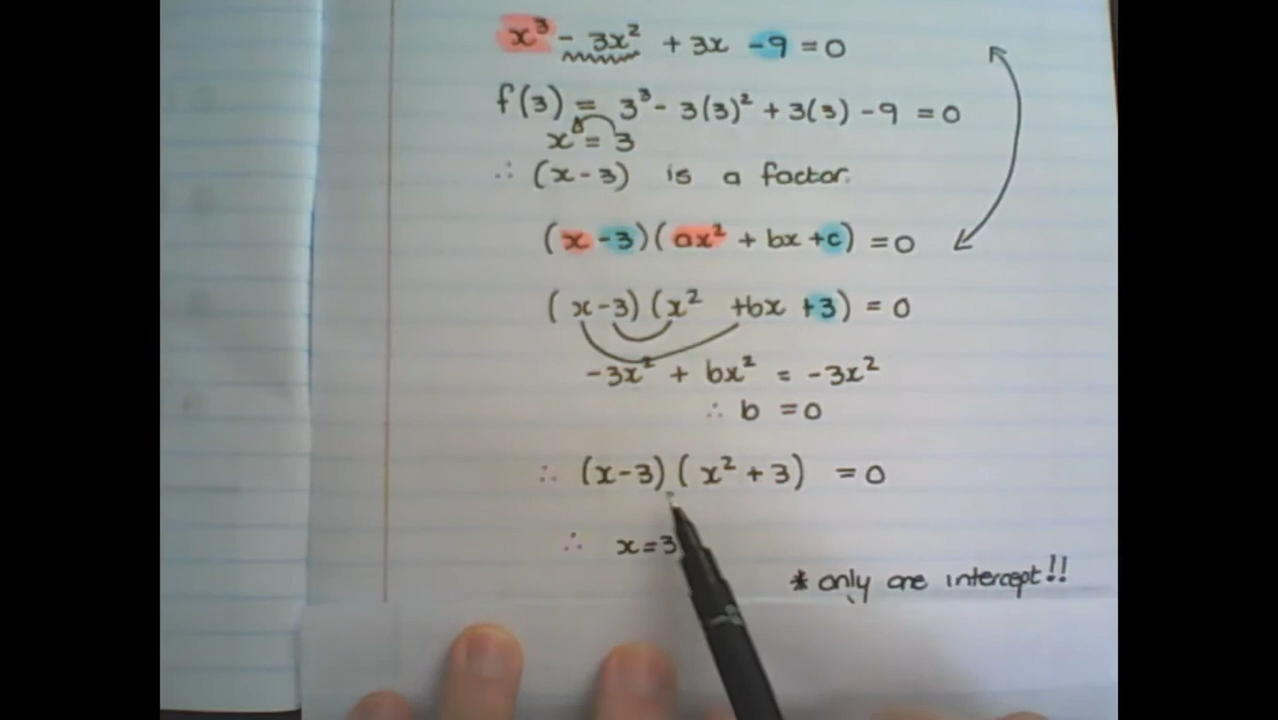 x³ - 3x² + 3x - 9 = 0
f(3) = 3³ - 3(3)² + 3(3) - 9 = 0
x = 3
∴ (x-3) is a factor.
(x-3)(ax² + bx + c) = 0
(x-3)(x² + bx + 3) = 0
-3x² + bx² = -3x²
∴ b = 0
∴ (x-3)(x² + 3) = 0
∴ x = 3
* only one intercept!!